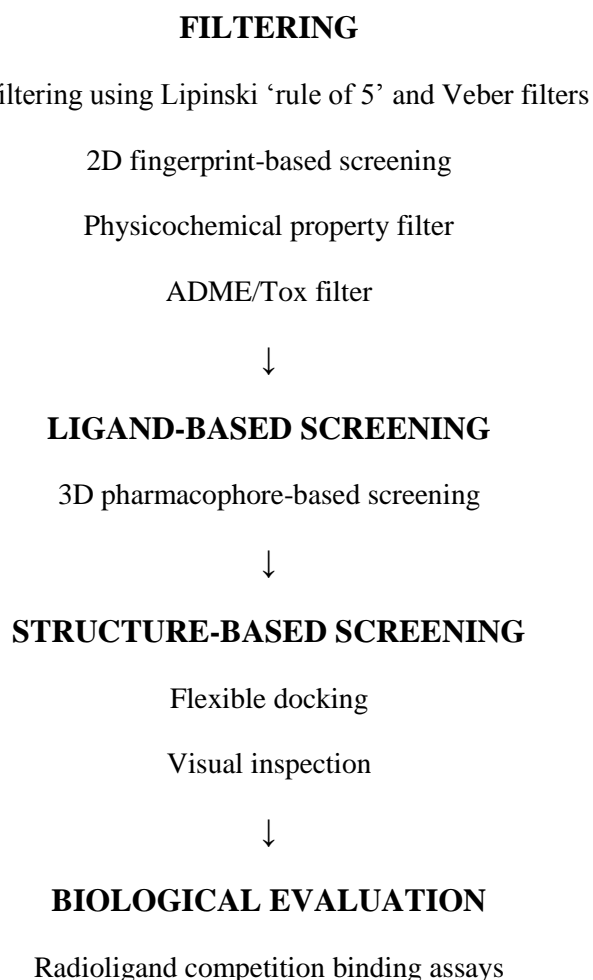 FILTERING
iltering using Lipinski ‘rule of 5’ and Veber filters
2D fingerprint-based screening
Physicochemical property filter
ADME/Tox filter
↓
LIGAND-BASED SCREENING
3D pharmacophore-based screening
↓
STRUCTURE-BASED SCREENING
Flexible docking
Visual inspection
↓
BIOLOGICAL EVALUATION
Radioligand competition binding assays